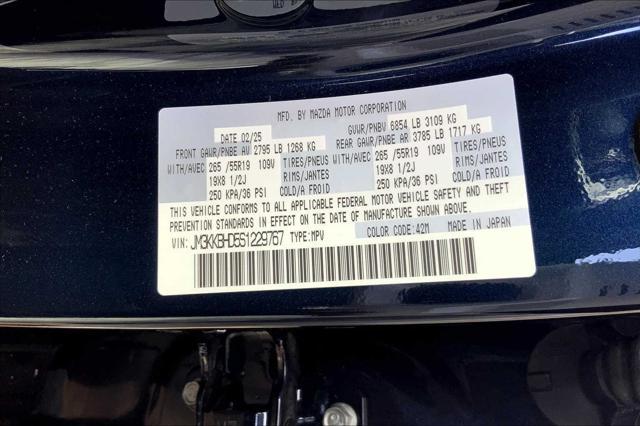 MFD. BY MAZDA MOTOR CORPORATION
DATE 02/25 GVWR/PNBV 6854 LB 3109 KG
FRONT GAWR/PNBE AV 2795 LB 1268 KG REAR GAWR/PNBE AR 3785 LB 1717 KG
WITH/AVEC 265 /55R19 109V TIRES/PNEUS WITH/AVEC 265 /55R19 109V TIRES/PNEUS
19X8 1/2J RIMS/JANTES 19X8 1/2J RIMS/JANTES
250 KPA/36 PSI COLD/A FROID 250 KPA/36 PSI COLD/A FROID
THIS VEHICLE CONFORMS TO ALL APPLICABLE FEDERAL MOTOR VEHICLE SAFETY AND THEFT
PREVENTION STANDARDS IN EFFECT ON THE DATE OF MANUFACTURE SHOWN ABOVE.
VIN: JM3KKBHD5S1229767 TYPE:MPV COLOR CODE:42M MADE IN JAPAN